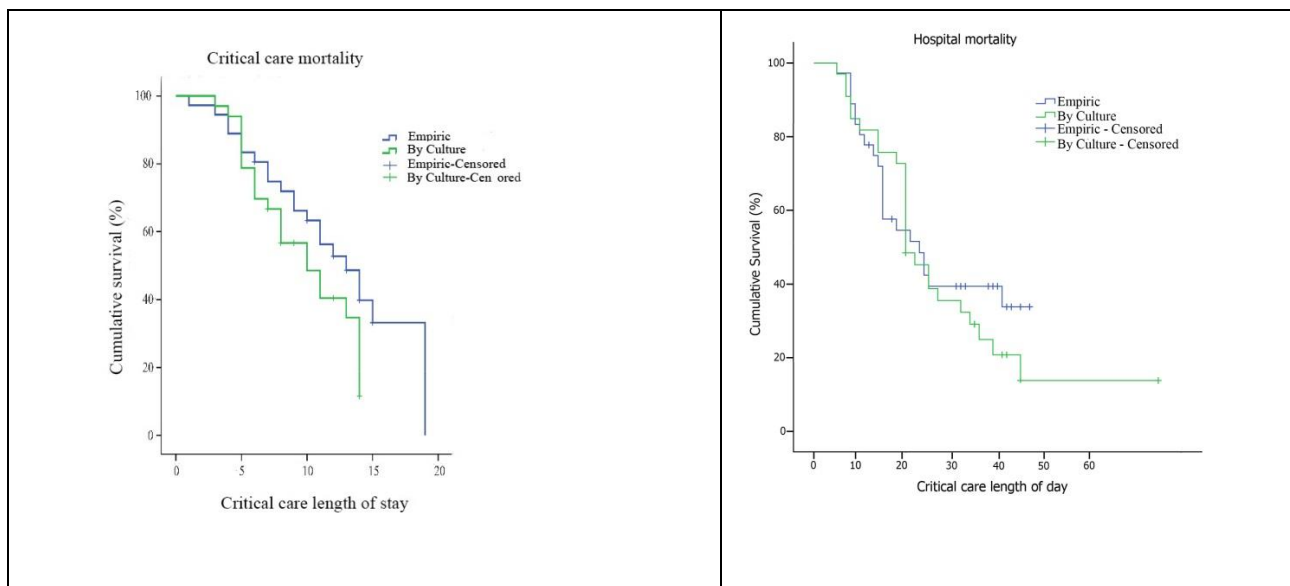 Critical care mortality
Cumulative survival (%)
100
80
60
40
20
0
Empiric
By Culture
Empiric-Censored
By Culture-Cen ored
0 5 10 15 20
Critical care length of stay
Hospital mortality
Cumulative Survival (%)
100
80
60
40
20
0
Empiric
By Culture
Empiric - Censored
By Culture - Censored
0 10 20 30 40 50 60
Critical care length of day